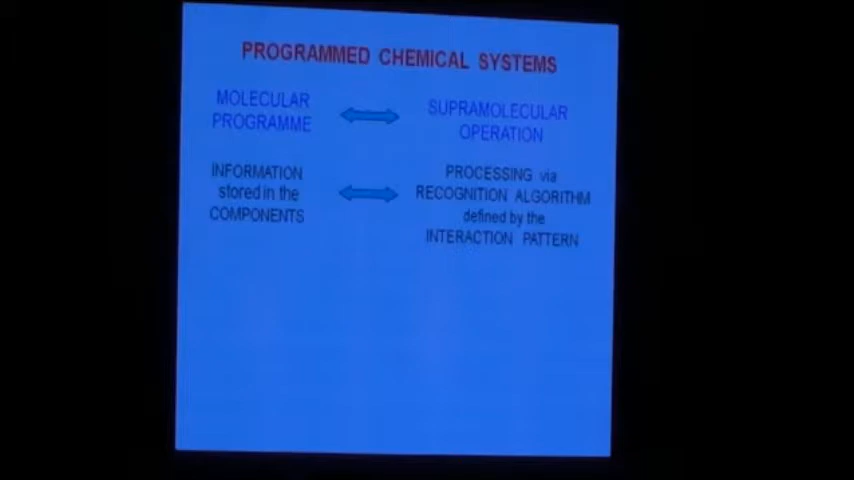 PROGRAMMED CHEMICAL SYSTEMS
MOLECULAR
PROGRAMME
SUPRAMOLECULAR
OPERATION
INFORMATION
stored in the
COMPONENTS
PROCESSING via
RECOGNITION ALGORITHM
defined by the
INTERACTION PATTERN